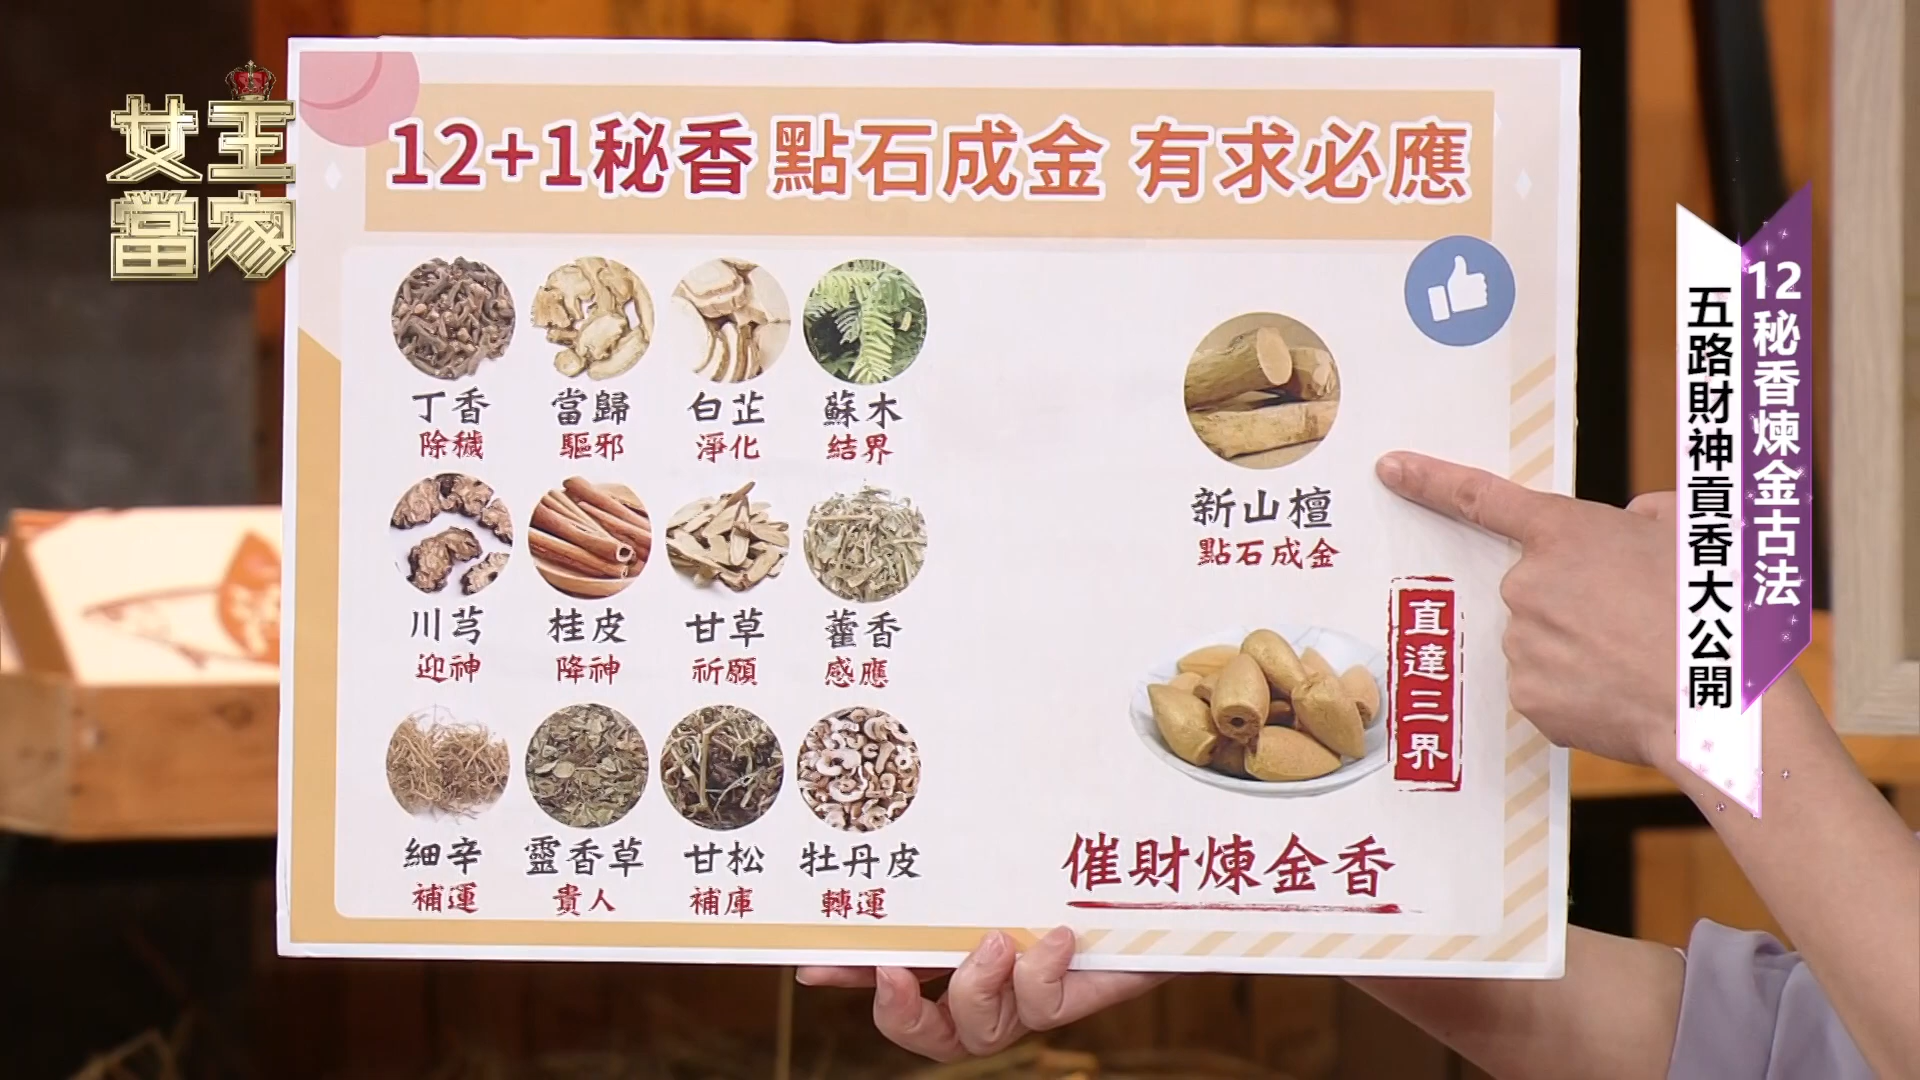 女王
當家
12+1秘香 點石成金 有求必應
丁香
除穢
當歸
驅邪
白芷
淨化
蘇木
結界
川芎
迎神
桂皮
降神
甘草
祈願
藿香
感應
細辛
補運
靈香草
貴人
甘松
補庫
牡丹皮
轉運
新山檀
點石成金
直達三界
催財煉金香
12秘香煉金古法
五路財神貢香大公開